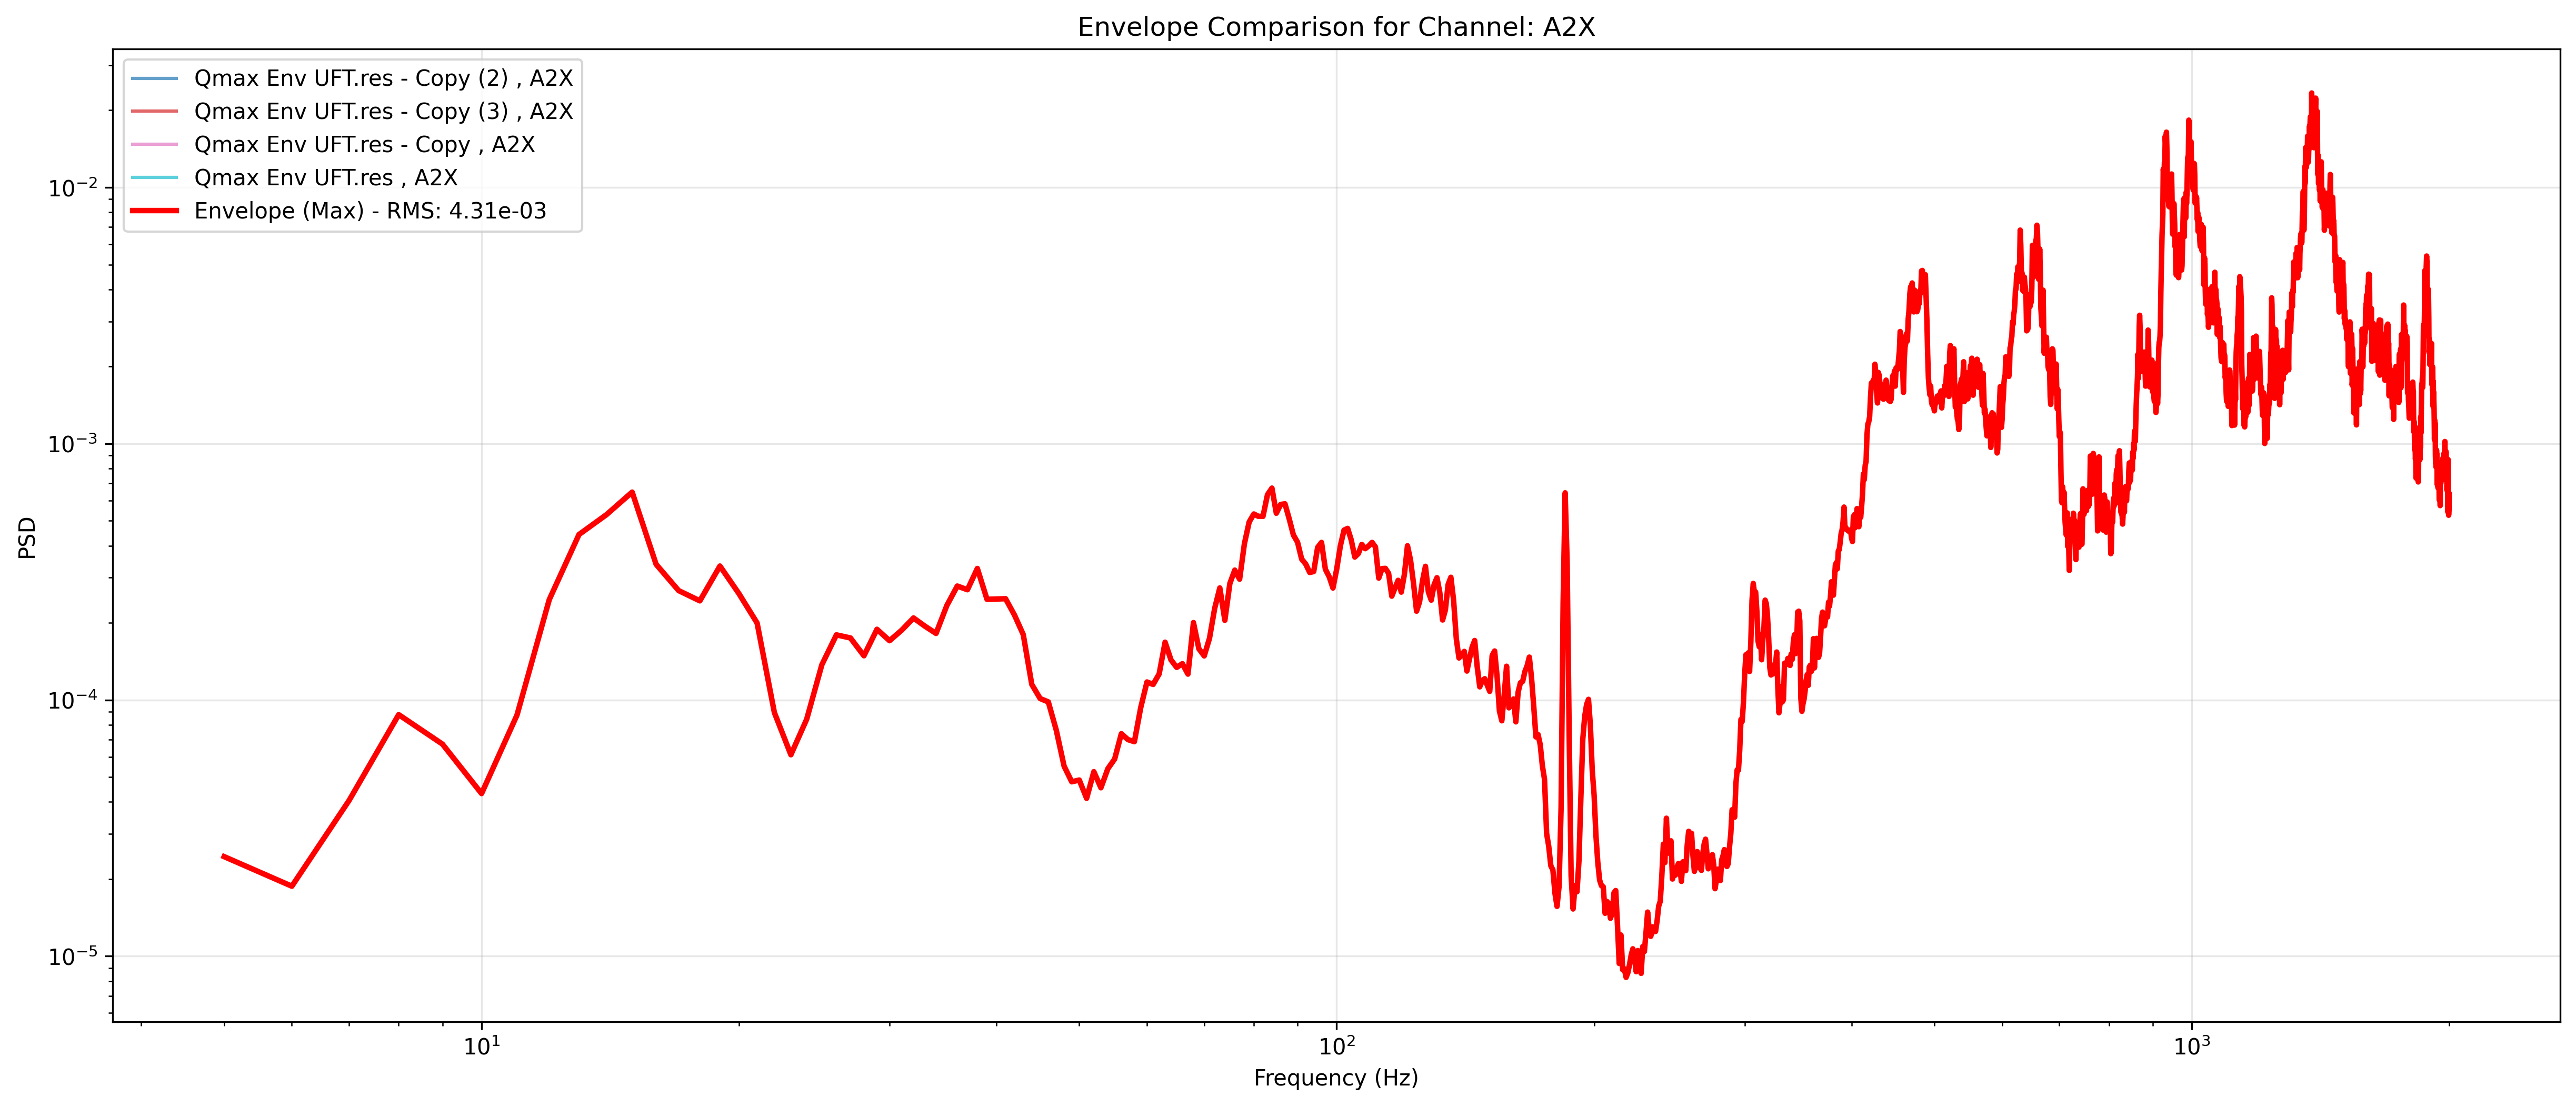 Envelope Comparison for Channel: A2X
Qmax Env UFT.res - Copy (2) , A2X
Qmax Env UFT.res - Copy (3) , A2X
Qmax Env UFT.res - Copy , A2X
Qmax Env UFT.res , A2X
Envelope (Max) - RMS: 4.31e-03
PSD
10⁻²
10⁻³
10⁻⁴
10⁻⁵
10¹
10²
10³
Frequency (Hz)